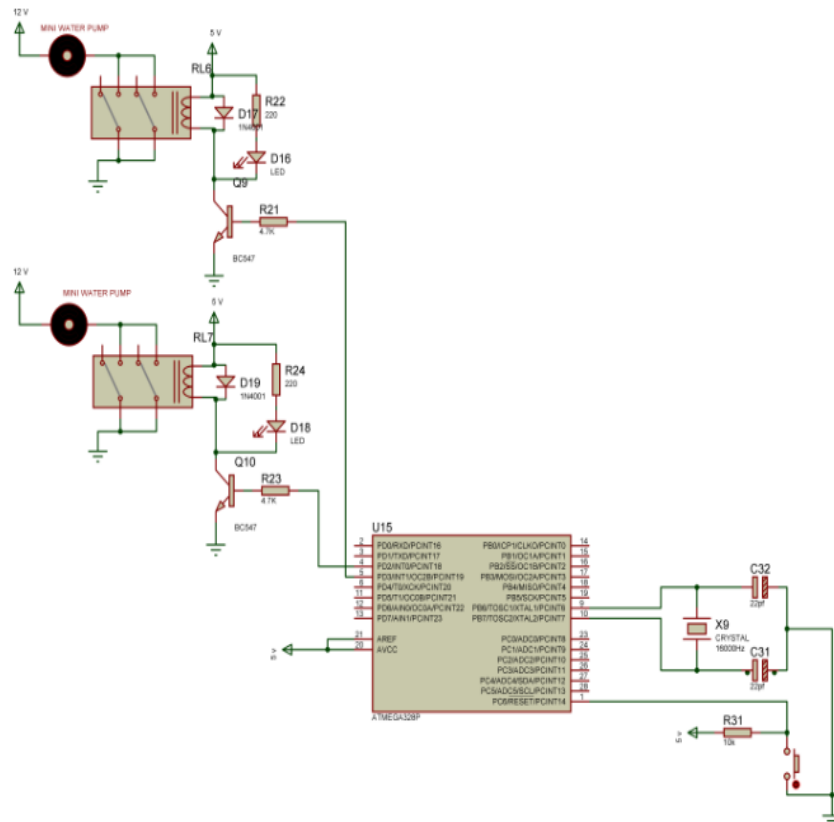 12 V
MINI WATER PUMP
5 V
RL6
R22
220
D17
1N4001
D16
LED
Q9
R21
4.7K
BC547
12 V
MINI WATER PUMP
5 V
RL7
R24
220
D19
1N4001
D18
LED
Q10
R23
4.7K
BC547
U15
2 PD0/RXD/PCINT16 PB0/ICP1/CLKO/PCINT0 14
3 PD1/TXD/PCINT17 PB1/OC1A/PCINT1 15
4 PD2/INT0/PCINT18 PB2/SS/OC1B/PCINT2 16
5 PD3/INT1/OC2B/PCINT19 PB3/MOSI/OC2A/PCINT3 17
6 PD4/T0/XCK/PCINT20 PB4/MISO/PCINT4 18
11 PD5/T1/OC0B/PCINT21 PB5/SCK/PCINT5 19
12 PD6/AIN0/OC0A/PCINT22 PB6/TOSC1/XTAL1/PCINT6 9
13 PD7/AIN1/PCINT23 PB7/TOSC2/XTAL2/PCINT7 10
21 AREF PC0/ADC0/PCINT8 23
20 AVCC PC1/ADC1/PCINT9 24
PC2/ADC2/PCINT10 25
PC3/ADC3/PCINT11 26
PC4/ADC4/SDA/PCINT12 27
PC5/ADC5/SCL/PCINT13 28
PC6/RESET/PCINT14 1
ATMEGA328P
5 v
C32
22pf
X9
CRYSTAL
16000Hz
C31
22pf
R31
10k
5 v